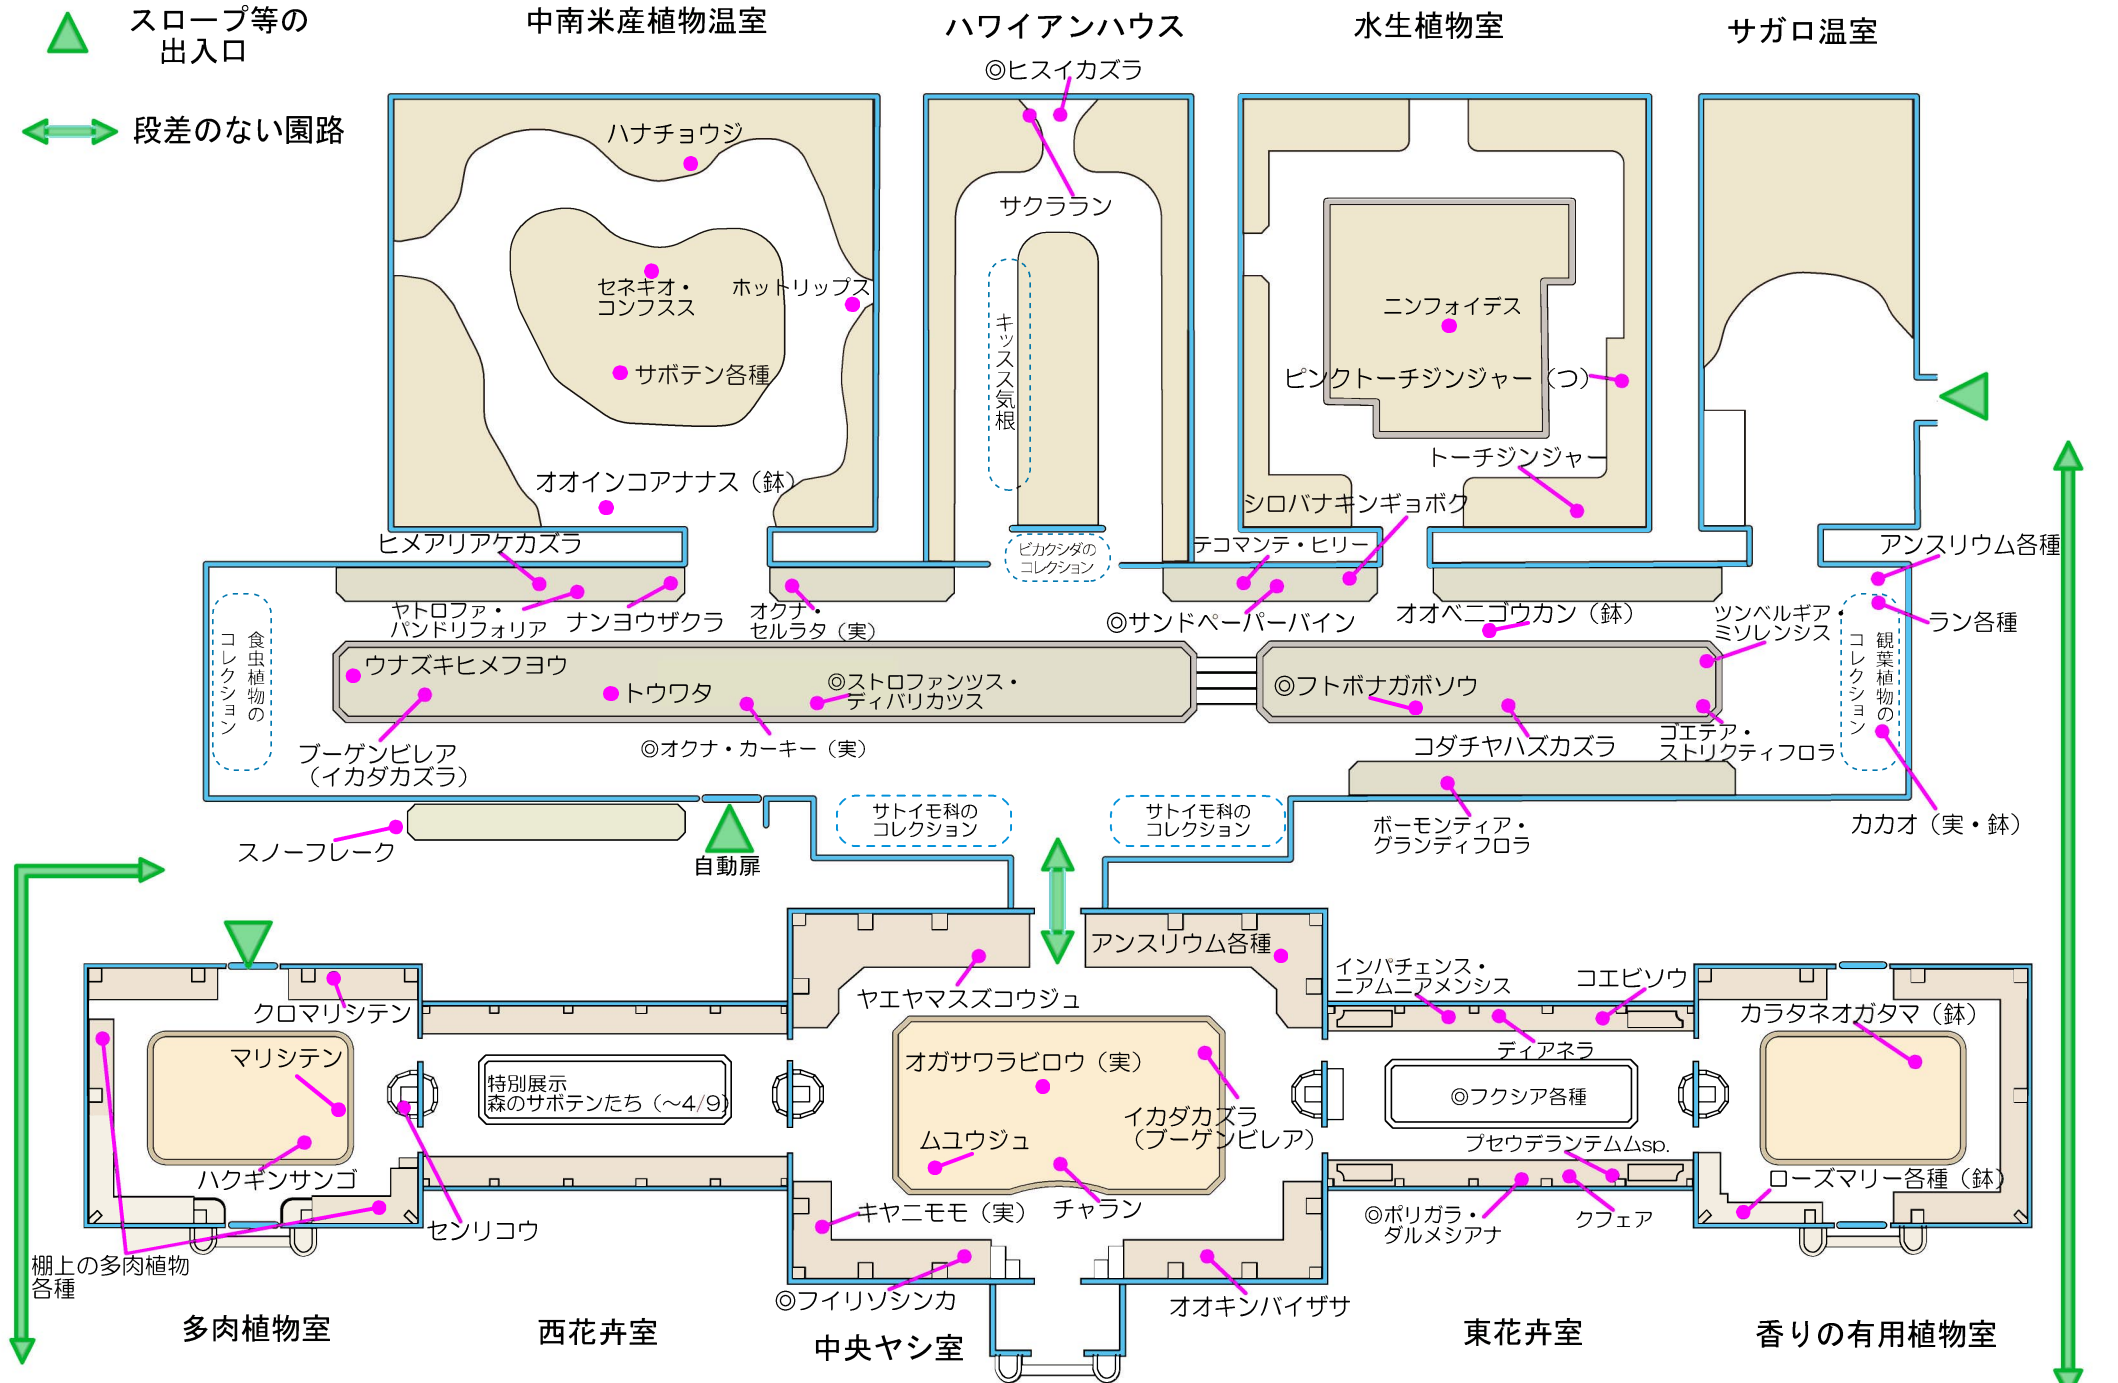 スロープ等の
出入口
段差のない園路
中南米産植物温室
ハワイアンハウス
水生植物室
サガロ温室
◎ヒスイカズラ
ハナチョウジ
サクララン
セネキオ・
コンフスス
ホットリップス
サボテン各種
キッスス気根
ニンフォイデス
ピンクトーチジンジャー（つ）
トーチジンジャー
オオインコアナナス（鉢）
シロバナキンギョボク
ヒメアリアケカズラ
ビカクシダの
コレクション
テコマンテ・ヒリー
アンスリウム各種
ヤトロファ・
パンドリフォリア
ナンヨウザクラ
オクナ・
セルラタ（実）
◎サンドペーパーバイン
オオベニゴウカン（鉢）
ツンベルギア・
ミソレンシス
ラン各種
食虫植物の
コレクション
観葉植物の
コレクション
ウナズキヒメフヨウ
トウワタ
◎ストロファンツス・
ディバリカツス
◎フトボナガボソウ
ブーゲンビレア
（イカダカズラ）
◎オクナ・カーキー（実）
コダチヤハズカズラ
ゴエテア・
ストリクティフロラ
サトイモ科の
コレクション
サトイモ科の
コレクション
ボーモンティア・
グランディフロラ
カカオ（実・鉢）
スノーフレーク
自動扉
アンスリウム各種
ヤエヤマスズコウジュ
インパチェンス・
ニアムニアメンシス
コエビソウ
クロマリシテン
カラタネオガタマ（鉢）
ディアネラ
マリシテン
オガサワラビロウ（実）
特別展示
森のサボテンたち（～4/9）
◎フクシア各種
イカダカズラ
（ブーゲンビレア）
ムユウジュ
プセウデランテムムsp.
ハクギンサンゴ
ローズマリー各種（鉢）
キヤニモモ（実）
チャラン
センリコウ
◎ポリガラ・
ダルメシアナ
クフェア
棚上の多肉植物
各種
◎フイリソシンカ
オオキンバイザサ
多肉植物室
西花卉室
中央ヤシ室
東花卉室
香りの有用植物室